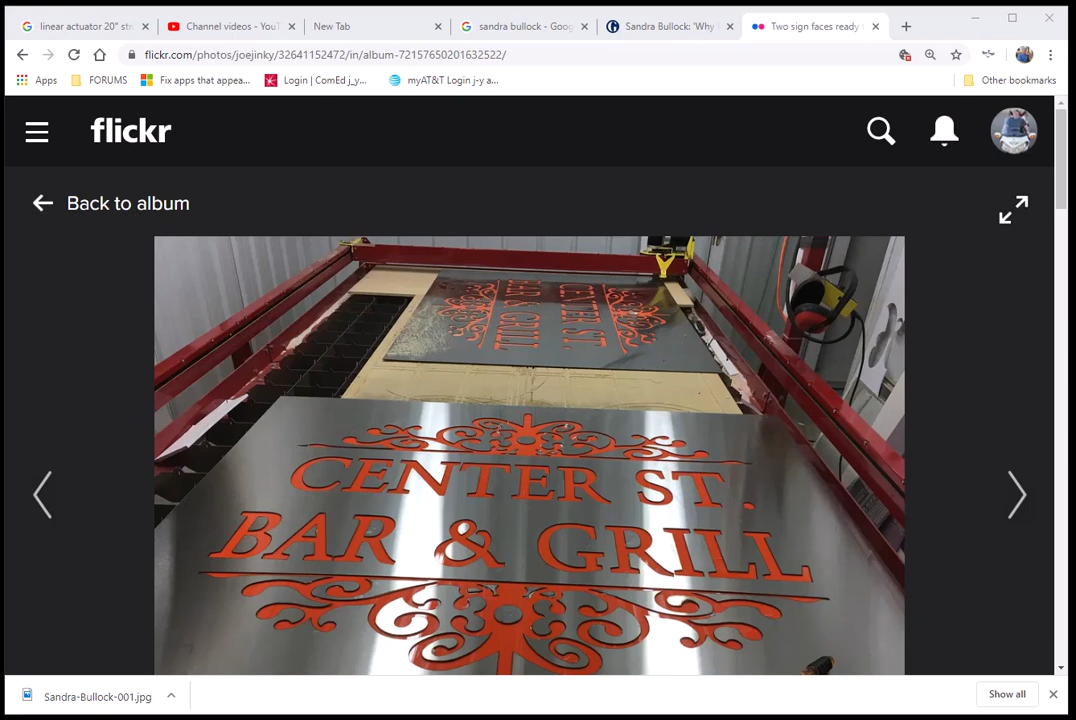 linear actuator 20" str
Channel videos - YouT
New Tab
sandra bullock - Goog
Sandra Bullock: 'Why
Two sign faces ready
flickr.com/photos/joejinky/32641152472/in/album-72157650201632522/
Apps
FORUMS
Fix apps that appea...
Login | ComEd j_y...
myAT&T Login j-y a...
Other bookmarks
flickr
Back to album
CENTER ST.
BAR & GRILL
CENTER ST.
BAR & GRILL
Sandra-Bullock-001.jpg
Show all